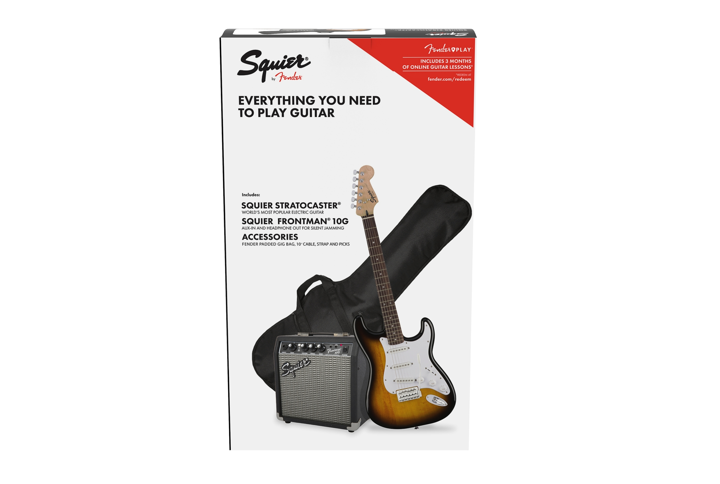 Squier®
by Fender
Fender PLAY
INCLUDES 3 MONTHS
OF ONLINE GUITAR LESSONS*
fender.com/redeem
EVERYTHING YOU NEED
TO PLAY GUITAR
Includes:
SQUIER STRATOCASTER®
WORLD'S MOST POPULAR ELECTRIC GUITAR
SQUIER FRONTMAN® 10G
AUX-IN AND HEADPHONE OUT FOR SILENT JAMMING
ACCESSORIES
FENDER PADDED GIG BAG, 10' CABLE, STRAP AND PICKS
Squier
Squier